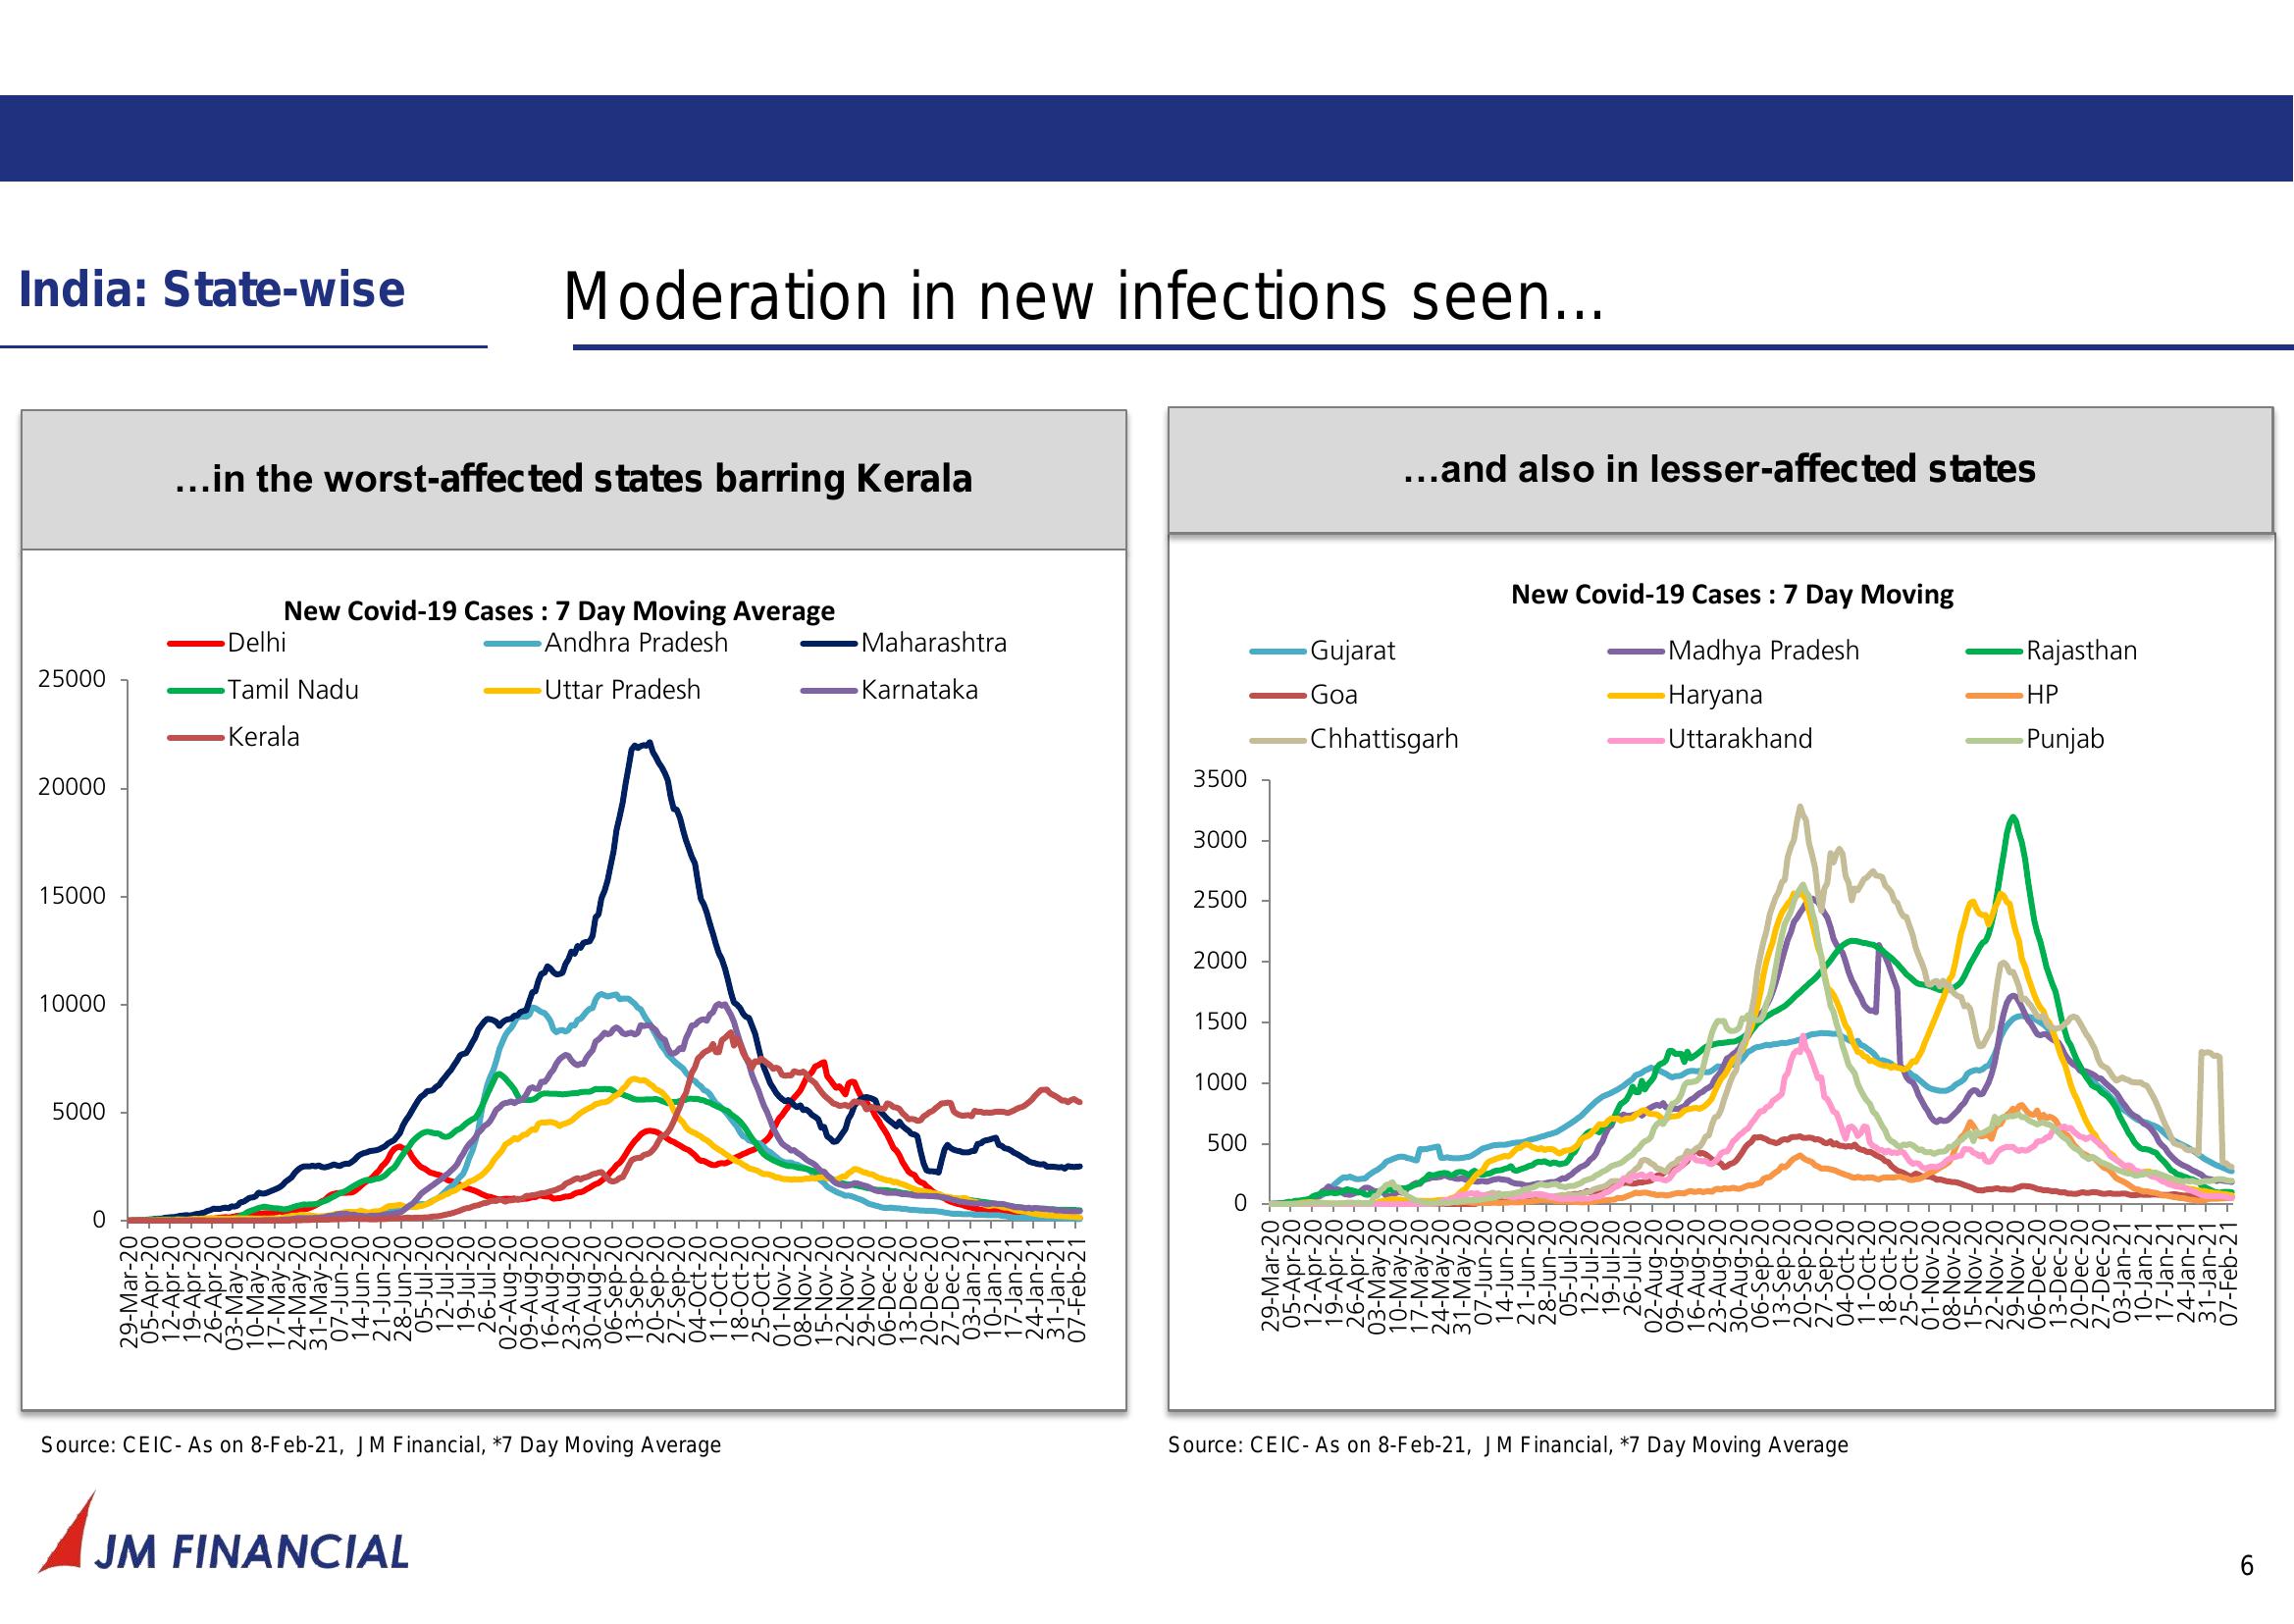 India: State-wise
Moderation in new infections seen...
...in the worst-affected states barring Kerala
New Covid-19 Cases : 7 Day Moving Average
Delhi Andhra Pradesh Maharashtra
Tamil Nadu Uttar Pradesh Karnataka
Kerala
25000
20000
15000
10000
5000
0
29-Mar-20
05-Apr-20
12-Apr-20
19-Apr-20
26-Apr-20
03-May-20
10-May-20
17-May-20
24-May-20
31-May-20
07-Jun-20
14-Jun-20
21-Jun-20
28-Jun-20
05-Jul-20
12-Jul-20
19-Jul-20
26-Jul-20
02-Aug-20
09-Aug-20
16-Aug-20
23-Aug-20
30-Aug-20
06-Sep-20
13-Sep-20
20-Sep-20
27-Sep-20
04-Oct-20
11-Oct-20
18-Oct-20
25-Oct-20
01-Nov-20
08-Nov-20
15-Nov-20
22-Nov-20
29-Nov-20
06-Dec-20
13-Dec-20
20-Dec-20
27-Dec-20
03-Jan-21
10-Jan-21
17-Jan-21
24-Jan-21
31-Jan-21
07-Feb-21
Source: CEIC- As on 8-Feb-21, JM Financial, *7 Day Moving Average
...and also in lesser-affected states
New Covid-19 Cases : 7 Day Moving
Gujarat Madhya Pradesh Rajasthan
Goa Haryana HP
Chhattisgarh Uttarakhand Punjab
3500
3000
2500
2000
1500
1000
500
0
29-Mar-20
05-Apr-20
12-Apr-20
19-Apr-20
26-Apr-20
03-May-20
10-May-20
17-May-20
24-May-20
31-May-20
07-Jun-20
14-Jun-20
21-Jun-20
28-Jun-20
05-Jul-20
12-Jul-20
19-Jul-20
26-Jul-20
02-Aug-20
09-Aug-20
16-Aug-20
23-Aug-20
30-Aug-20
06-Sep-20
13-Sep-20
20-Sep-20
27-Sep-20
04-Oct-20
11-Oct-20
18-Oct-20
25-Oct-20
01-Nov-20
08-Nov-20
15-Nov-20
22-Nov-20
29-Nov-20
06-Dec-20
13-Dec-20
20-Dec-20
27-Dec-20
03-Jan-21
10-Jan-21
17-Jan-21
24-Jan-21
31-Jan-21
07-Feb-21
Source: CEIC- As on 8-Feb-21, JM Financial, *7 Day Moving Average
JM FINANCIAL
6